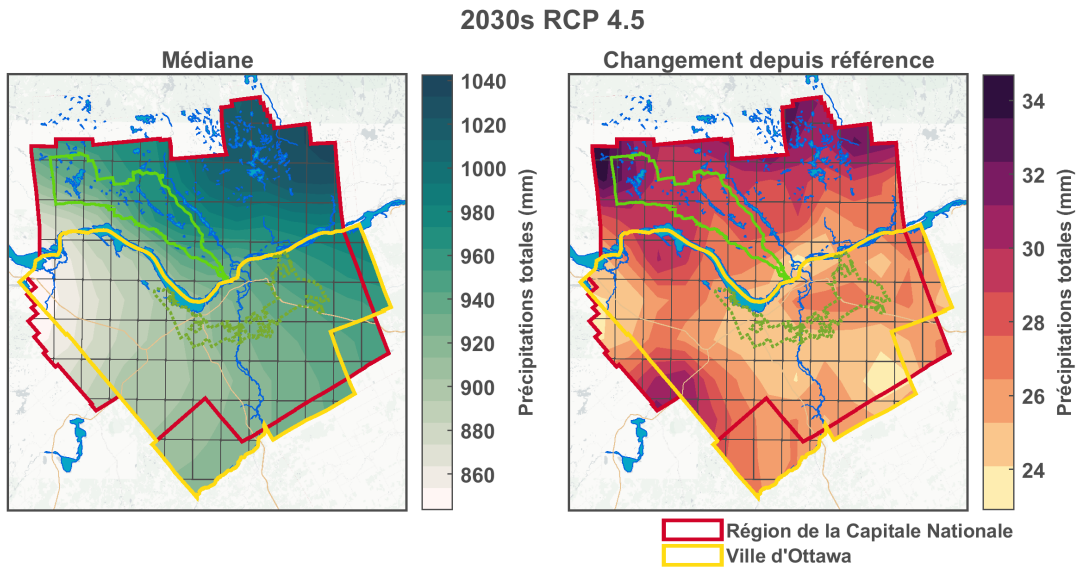 2030s RCP 4.5
Médiane
Changement depuis référence
1040
1020
1000
980
960
940
920
900
880
860
Précipitations totales (mm)
34
32
30
28
26
24
Précipitations totales (mm)
Région de la Capitale Nationale
Ville d'Ottawa